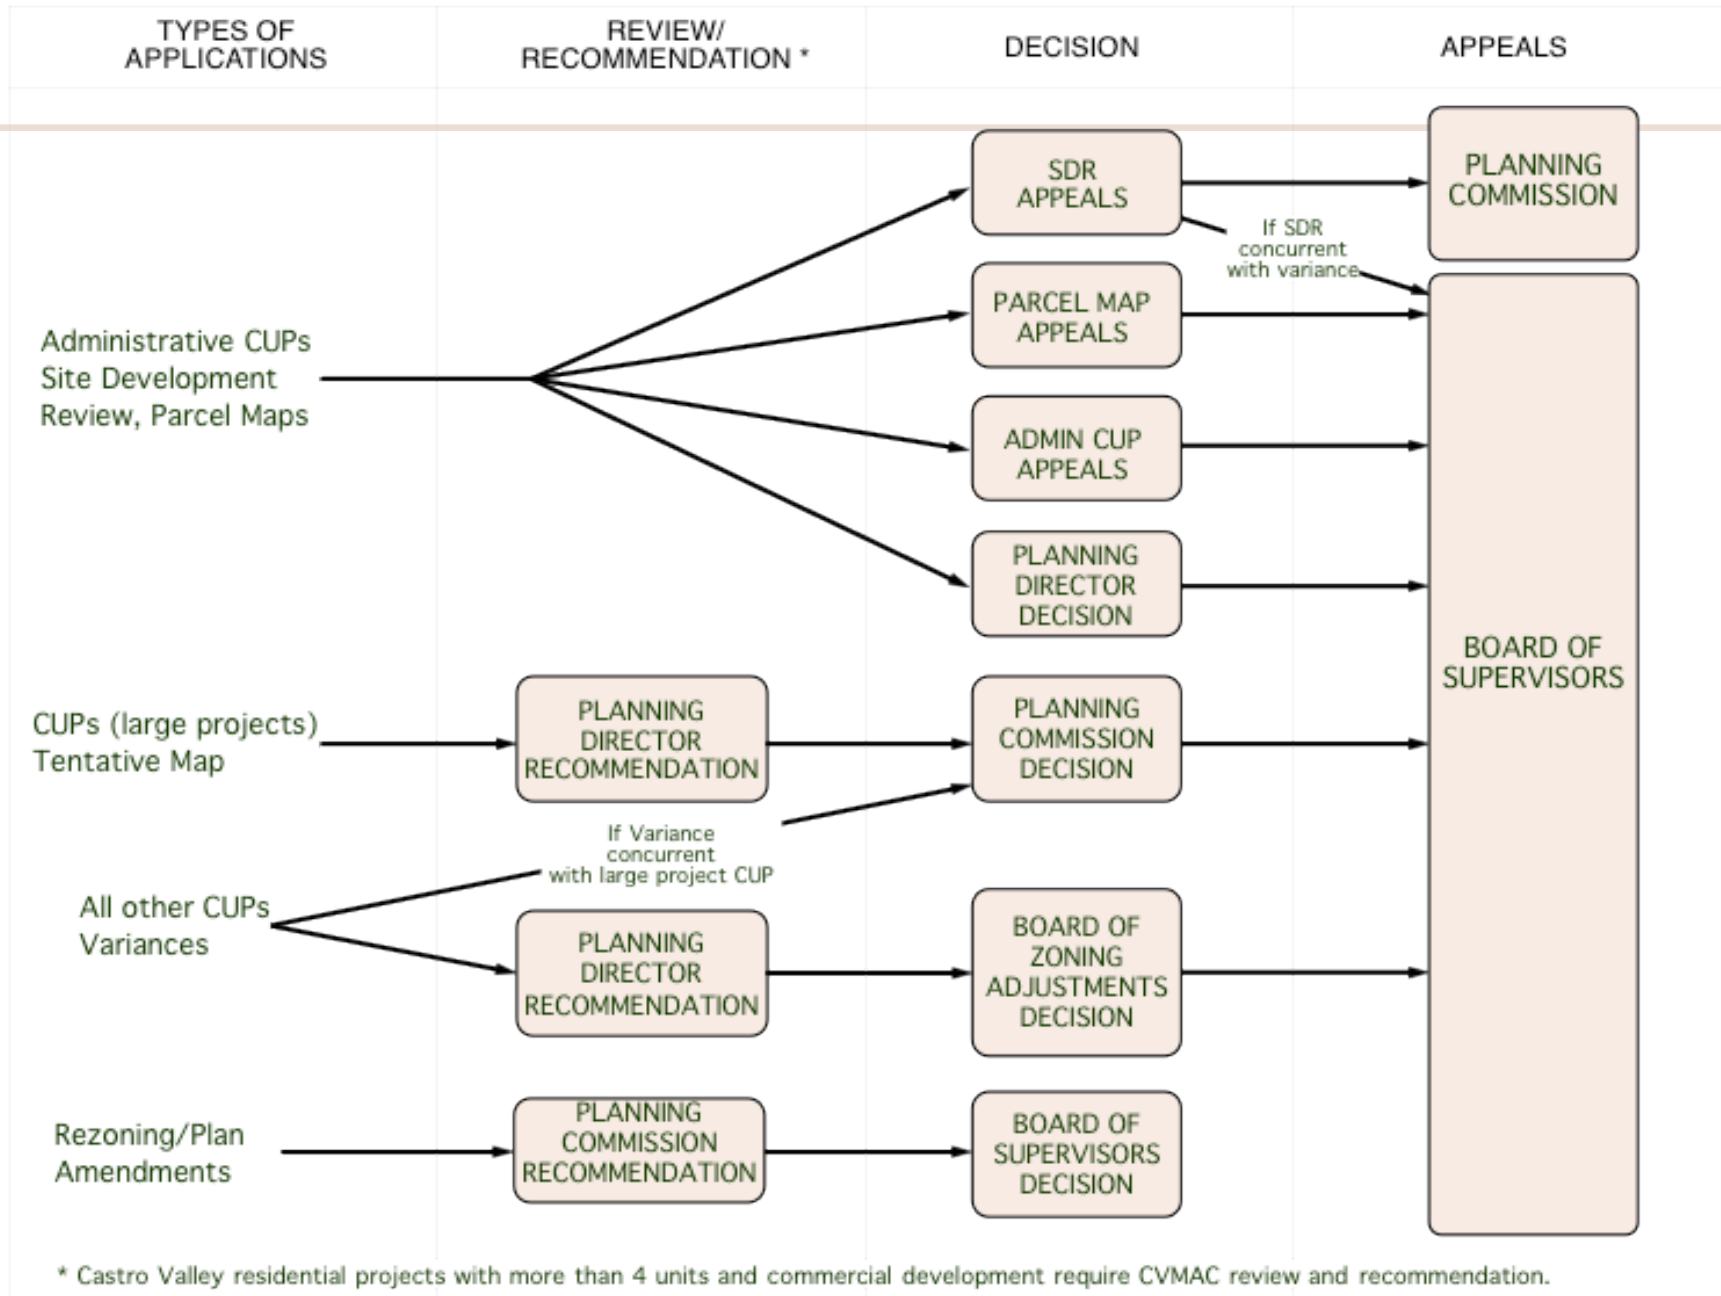 TYPES OF
APPLICATIONS
REVIEW/
RECOMMENDATION *
DECISION
APPEALS
Administrative CUPs
Site Development
Review, Parcel Maps
SDR
APPEALS
PLANNING
COMMISSION
If SDR
concurrent
with variance
PARCEL MAP
APPEALS
ADMIN CUP
APPEALS
PLANNING
DIRECTOR
DECISION
BOARD OF
SUPERVISORS
CUPs (large projects)
Tentative Map
PLANNING
DIRECTOR
RECOMMENDATION
PLANNING
COMMISSION
DECISION
If Variance
concurrent
with large project CUP
All other CUPs
Variances
PLANNING
DIRECTOR
RECOMMENDATION
BOARD OF
ZONING
ADJUSTMENTS
DECISION
Rezoning/Plan
Amendments
PLANNING
COMMISSION
RECOMMENDATION
BOARD OF
SUPERVISORS
DECISION
* Castro Valley residential projects with more than 4 units and commercial development require CVMAC review and recommendation.